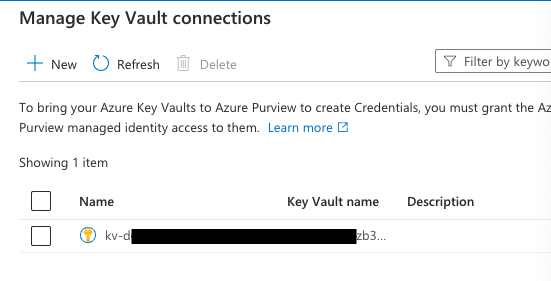 Manage Key Vault connections
New Refresh Delete Filter by keywo
To bring your Azure Key Vaults to Azure Purview to create Credentials, you must grant the Az
Purview managed identity access to them. Learn more
Showing 1 item
Name Key Vault name Description
kv-d zb3...